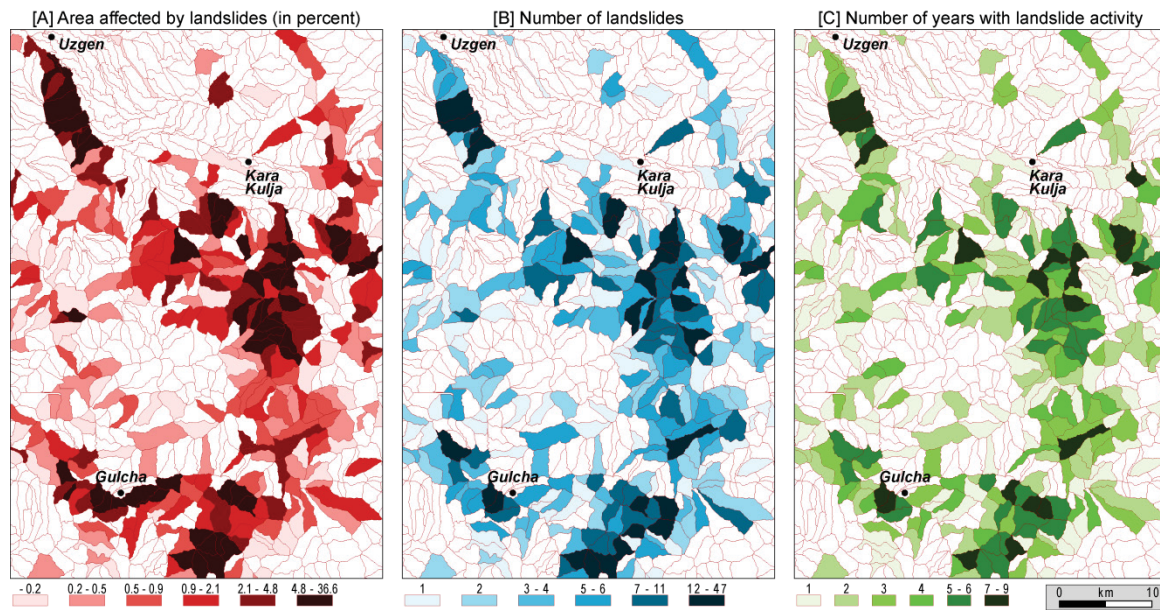 [A] Area affected by landslides (in percent)
Uzgen
Kara
Kulja
Gulcha
- 0.2 0.2 - 0.5 0.5 - 0.9 0.9 - 2.1 2.1 - 4.8 4.8 - 36.6
[B] Number of landslides
Uzgen
Kara
Kulja
Gulcha
1 2 3 - 4 5 - 6 7 - 11 12 - 47
[C] Number of years with landslide activity
Uzgen
Kara
Kulja
Gulcha
1 2 3 4 5 - 6 7 - 9
km
0 10